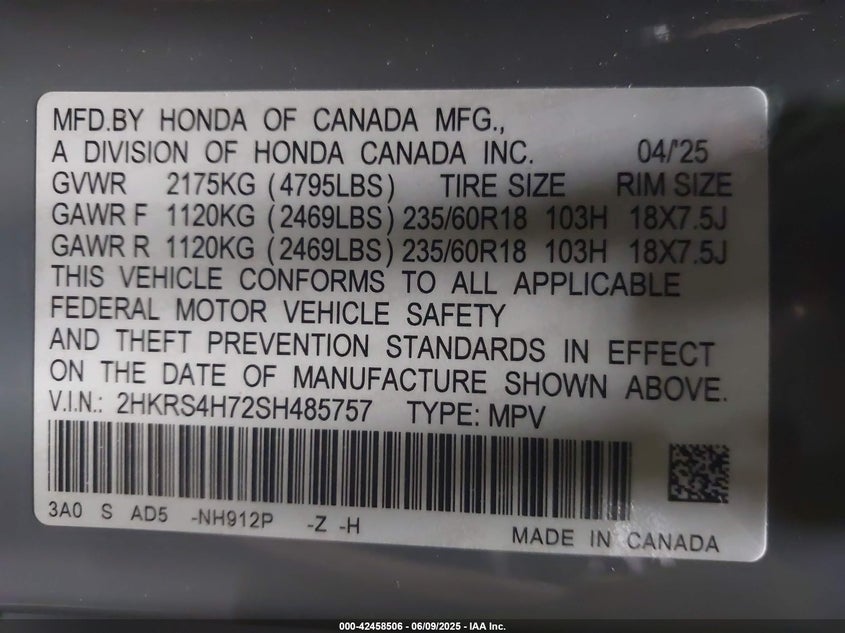 MFD.BY HONDA OF CANADA MFG.,
A DIVISION OF HONDA CANADA INC. 04/'25
GVWR 2175KG (4795LBS) TIRE SIZE RIM SIZE
GAWR F 1120KG (2469LBS) 235/60R18 103H 18X7.5J
GAWR R 1120KG (2469LBS) 235/60R18 103H 18X7.5J
THIS VEHICLE CONFORMS TO ALL APPLICABLE
FEDERAL MOTOR VEHICLE SAFETY
AND THEFT PREVENTION STANDARDS IN EFFECT
ON THE DATE OF MANUFACTURE SHOWN ABOVE.
V.I.N.: 2HKRS4H72SH485757 TYPE: MPV
3A0 S AD5 -NH912P -Z -H
MADE IN CANADA
000-42458506 - 06/09/2025 - IAA Inc.